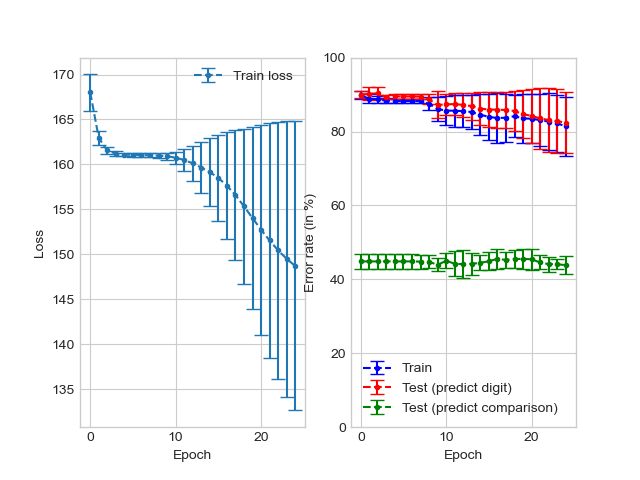 170
165
160
155
150
145
140
135
0
10
20
Loss
Epoch
Train loss
100
80
60
40
20
0
0
10
20
Error rate (in %)
Epoch
Train
Test (predict digit)
Test (predict comparison)